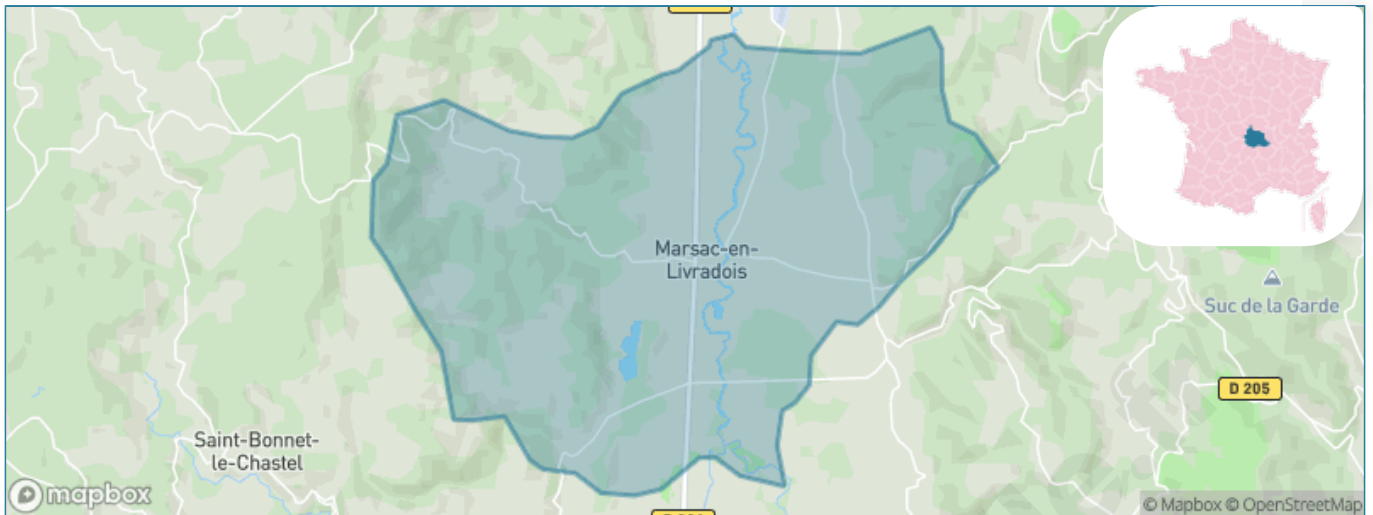 Marsac-en-
Livradois
Suc de la Garde
D 205
Saint-Bonnet-
le-Chastel
mapbox
© Mapbox © OpenStreetMap